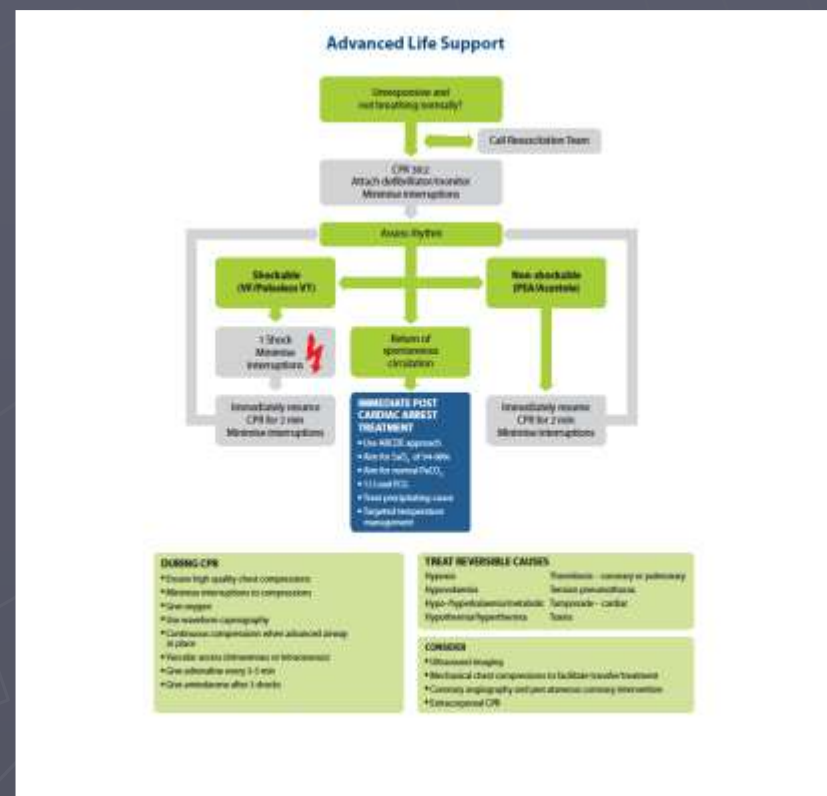 Advanced Life Support
Unresponsive and
not breathing normally?
Call Resuscitation Team
CPR 30:2
Attach defibrillator/monitor
Minimise interruptions
Assess rhythm
Shockable
(VF/Pulseless VT)
Non-shockable
(PEA/Asystole)
1 Shock
Minimise
interruptions
Return of
spontaneous
circulation
Immediately resume
CPR for 2 min
Minimise interruptions
IMMEDIATE POST
CARDIAC ARREST
TREATMENT
• Use ABCDE approach
• Aim for SaO₂ of 94-98%
• Aim for normal PaCO₂
• 12 Lead ECG
• Treat precipitating cause
• Targeted temperature
management
Immediately resume
CPR for 2 min
Minimise interruptions
DURING CPR
• Ensure high quality chest compressions
• Minimise interruptions to compressions
• Give oxygen
• Use waveform capnography
• Continuous compressions when advanced airway
in place
• Vascular access (intravenous or intraosseous)
• Give adrenaline every 3-5 min
• Give amiodarone after 3 shocks
TREAT REVERSIBLE CAUSES
Hypoxia Thrombosis – coronary or pulmonary
Hypovolaemia Tension pneumothorax
Hypo-/hyperkalaemia/metabolic Tamponade – cardiac
Hypothermia/hyperthermia Toxins
CONSIDER
• Ultrasound imaging
• Mechanical chest compressions to facilitate transfer/treatment
• Coronary angiography and percutaneous coronary intervention
• Extracorporeal CPR